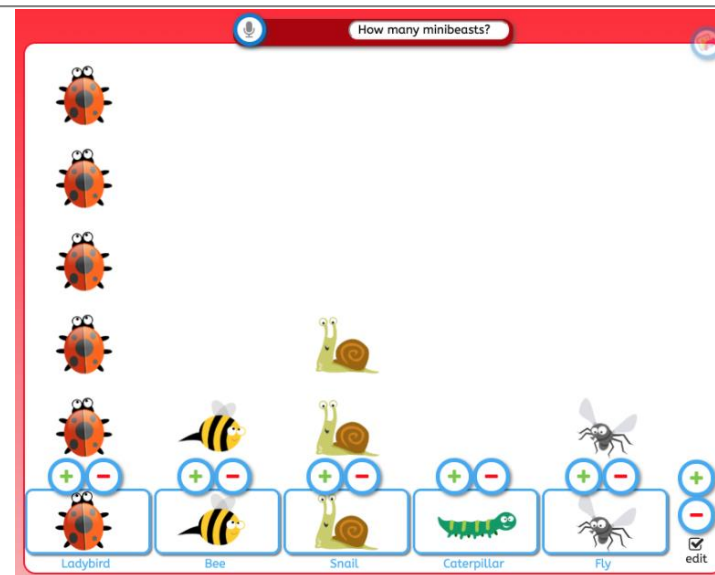 How many minibeasts?
Ladybird
Bee
Snail
Caterpillar
Fly
edit